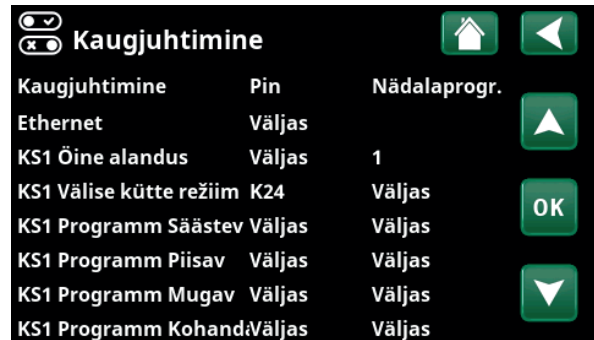 Kaugjuhtimine
Kaugjuhtimine Pin Nädalaprogr.
Ethernet Väljas
KS1 Öine alandus Väljas 1
KS1 Välise kütte režiim K24 Väljas
OK
KS1 Programm Säästev Väljas Väljas
KS1 Programm Piisav Väljas Väljas
KS1 Programm Mugav Väljas Väljas
KS1 Programm Kohanda Väljas Väljas